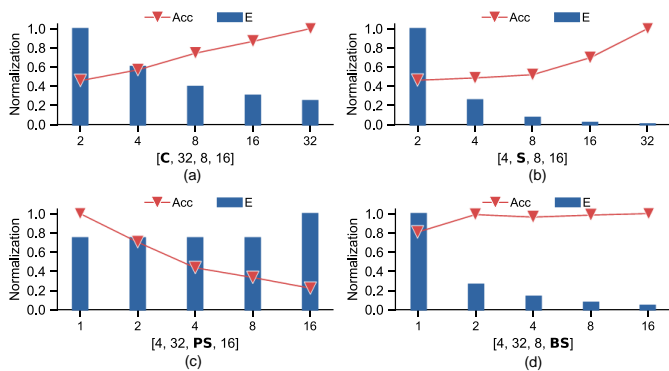 Acc E
Normalization
1.0
0.8
0.6
0.4
0.2
0.0
2 4 8 16 32
[C, 32, 8, 16]
(a)
Acc E
Normalization
1.0
0.8
0.6
0.4
0.2
0.0
2 4 8 16 32
[4, S, 8, 16]
(b)
Acc E
Normalization
1.0
0.8
0.6
0.4
0.2
0.0
1 2 4 8 16
[4, 32, PS, 16]
(c)
Acc E
Normalization
1.0
0.8
0.6
0.4
0.2
0.0
1 2 4 8 16
[4, 32, 8, BS]
(d)